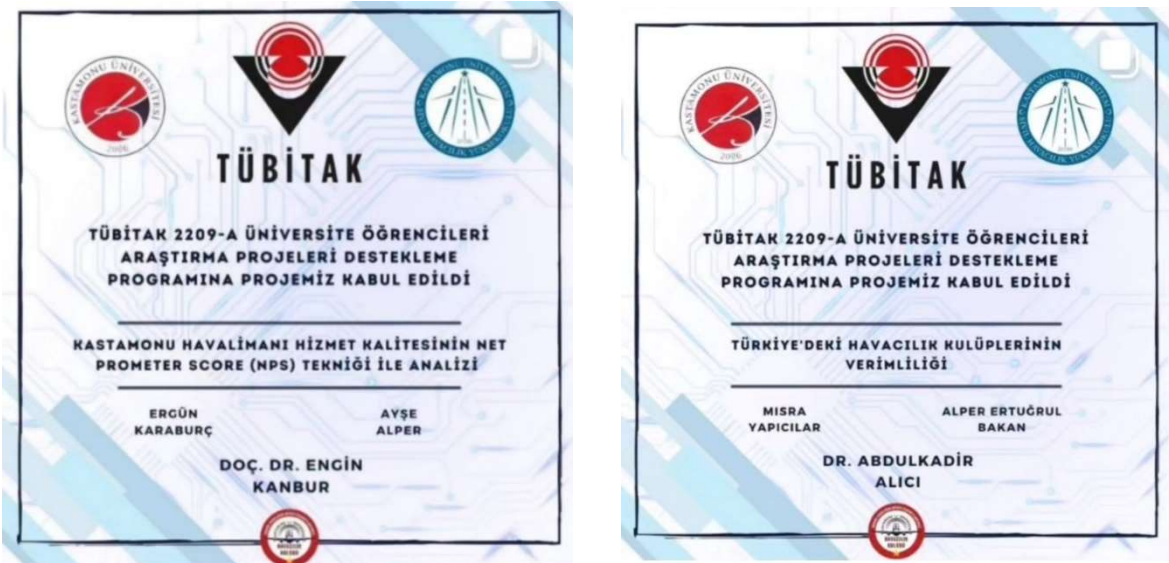 KASTAMONU ÜNİVERSİTESİ
2006
TÜBİTAK
TÜBİTAK 2209-A ÜNİVERSİTE ÖĞRENCİLERİ
ARAŞTIRMA PROJELERİ DESTEKLEME
PROGRAMINA PROJEMİZ KABUL EDİLDİ
KASTAMONU HAVALİMANI HİZMET KALİTESİNİN NET
PROMETER SCORE (NPS) TEKNİĞİ İLE ANALİZİ
ERGÜN
KARABURÇ
AYŞE
ALPER
DOÇ. DR. ENGİN
KANBUR
KASTAMONU ÜNİVERSİTESİ
2006
TÜBİTAK
TÜBİTAK 2209-A ÜNİVERSİTE ÖĞRENCİLERİ
ARAŞTIRMA PROJELERİ DESTEKLEME
PROGRAMINA PROJEMİZ KABUL EDİLDİ
TÜRKİYE'DEKİ HAVACILIK KULÜPLERİNİN
VERİMLİLİĞİ
MISRA
YAPICILAR
ALPER ERTUĞRUL
BAKAN
DR. ABDULKADİR
ALICI